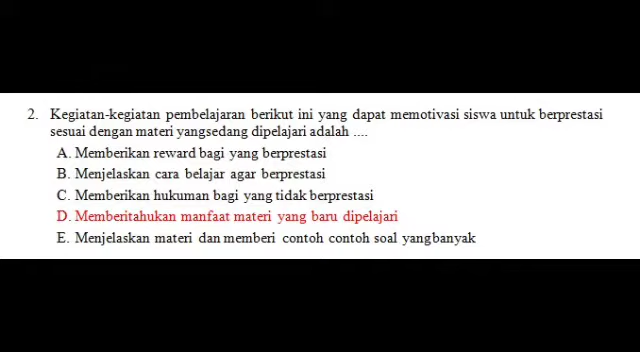 2. Kegiatan-kegiatan pembelajaran berikut ini yang dapat memotivasi siswa untuk berprestasi
sesuai dengan materi yangsedang dipelajari adalah ....
A. Memberikan reward bagi yang berprestasi
B. Menjelaskan cara belajar agar berprestasi
C. Memberikan hukuman bagi yang tidak berprestasi
D. Memberitahukan manfaat materi yang baru dipelajari
E. Menjelaskan materi dan memberi contoh contoh soal yangbanyak